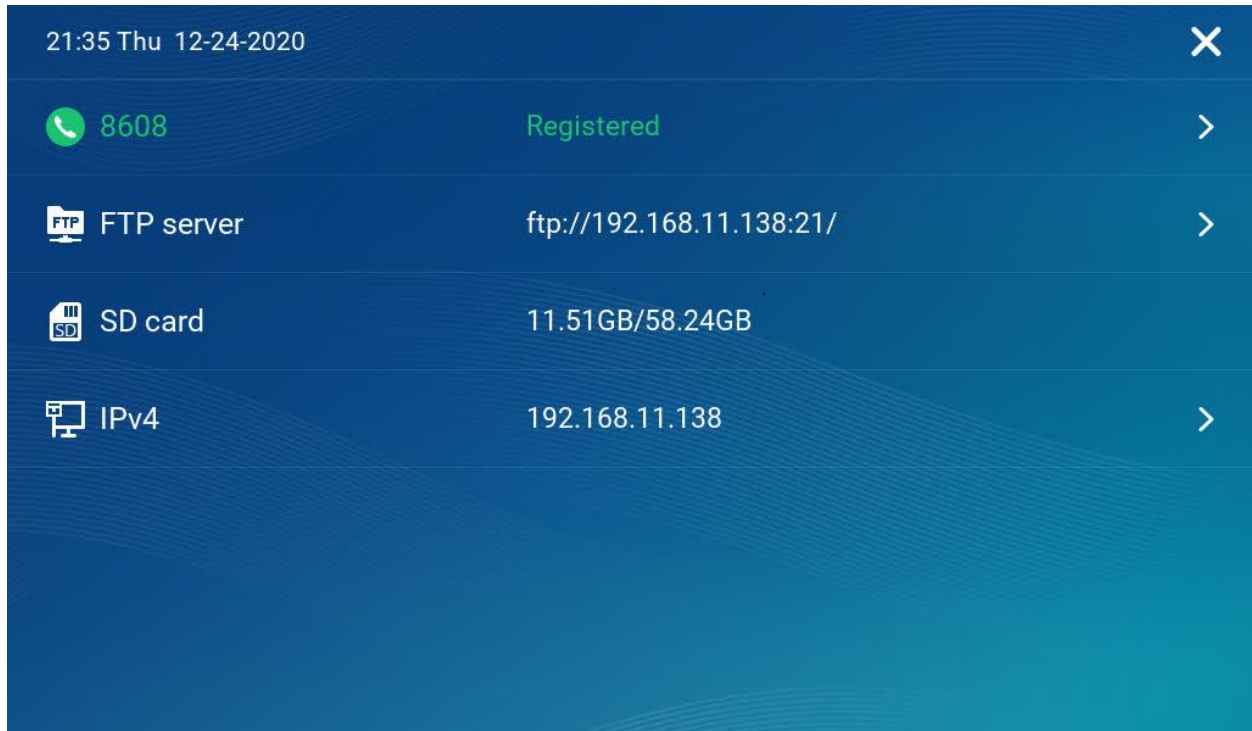 21:35 Thu 12-24-2020
8608 Registered
FTP FTP server ftp://192.168.11.138:21/
SD SD card 11.51GB/58.24GB
IPv4 192.168.11.138